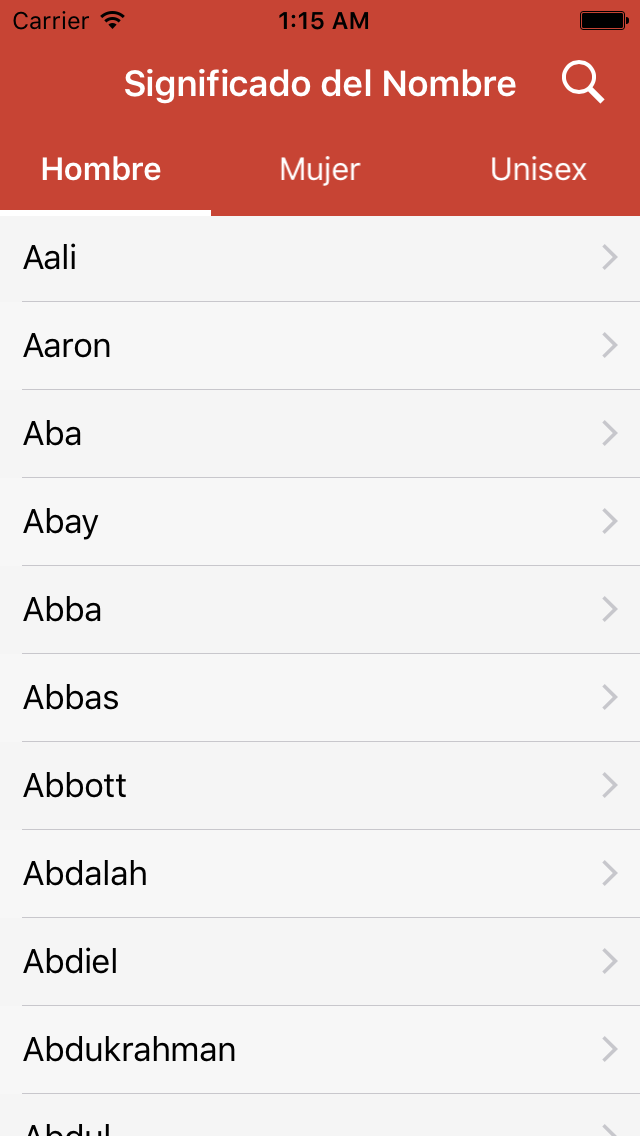 Carrier 1:15 AM
Significado del Nombre
Hombre Mujer Unisex
Aali
Aaron
Aba
Abay
Abba
Abbas
Abbott
Abdalah
Abdiel
Abdukrahman
Abdul